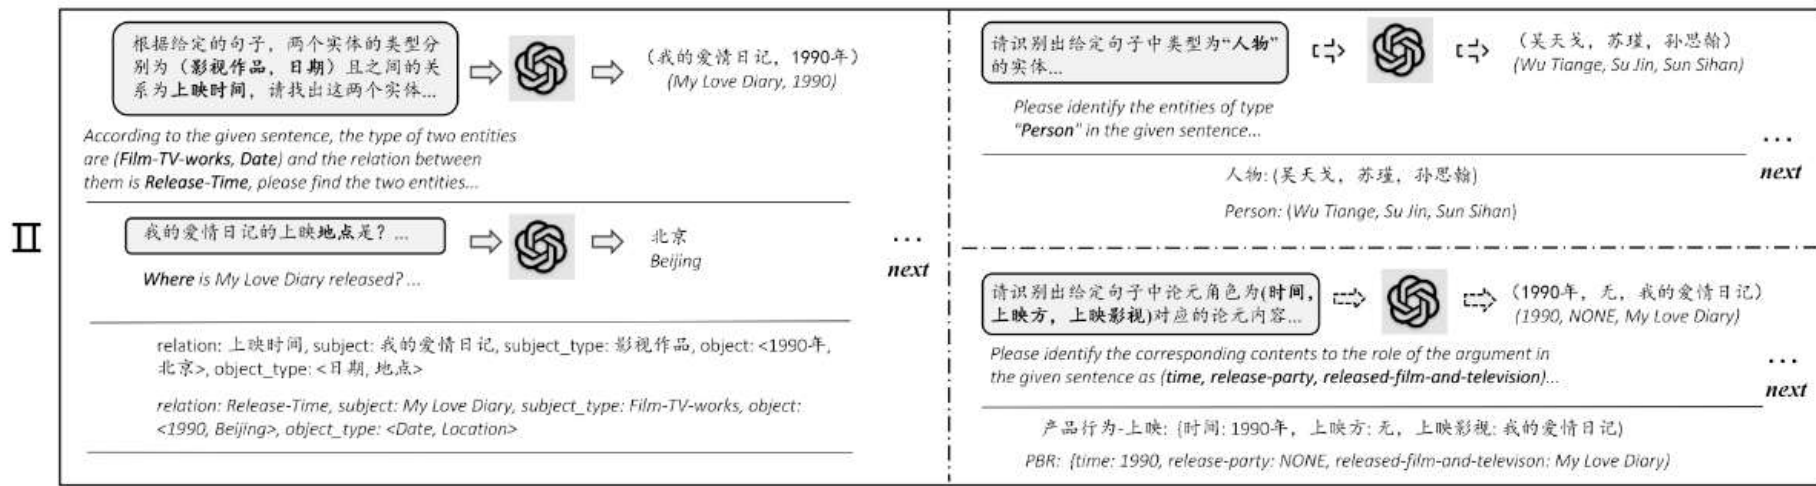 II
根据给定的句子，两个实体的类型分
别为（影视作品，日期）且之间的关
系为上映时间，请找出这两个实体...
（我的爱情日记，1990年）
(My Love Diary, 1990)
According to the given sentence, the type of two entities
are (Film-TV-works, Date) and the relation between
them is Release-Time, please find the two entities...
我的爱情日记的上映地点是？...
北京
Beijing
Where is My Love Diary released? ...
...
next
relation: 上映时间, subject: 我的爱情日记, subject_type: 影视作品, object: <1990年,
北京>, object_type: <日期, 地点>
relation: Release-Time, subject: My Love Diary, subject_type: Film-TV-works, object:
<1990, Beijing>, object_type: <Date, Location>
请识别出给定句子中类型为“人物”
的实体...
（吴天戈，苏瑾，孙思翰）
(Wu Tiange, Su Jin, Sun Sihan)
Please identify the entities of type
"Person" in the given sentence...
...
next
人物: (吴天戈，苏瑾，孙思翰)
Person: (Wu Tiange, Su Jin, Sun Sihan)
请识别出给定句子中论元角色为(时间,
上映方，上映影视)对应的论元内容...
（1990年，无，我的爱情日记）
(1990, NONE, My Love Diary)
Please identify the corresponding contents to the role of the argument in
the given sentence as (time, release-party, released-film-and-television)...
...
next
产品行为-上映: {时间: 1990年，上映方: 无，上映影视: 我的爱情日记}
PBR: {time: 1990, release-party: NONE, released-film-and-televison: My Love Diary}